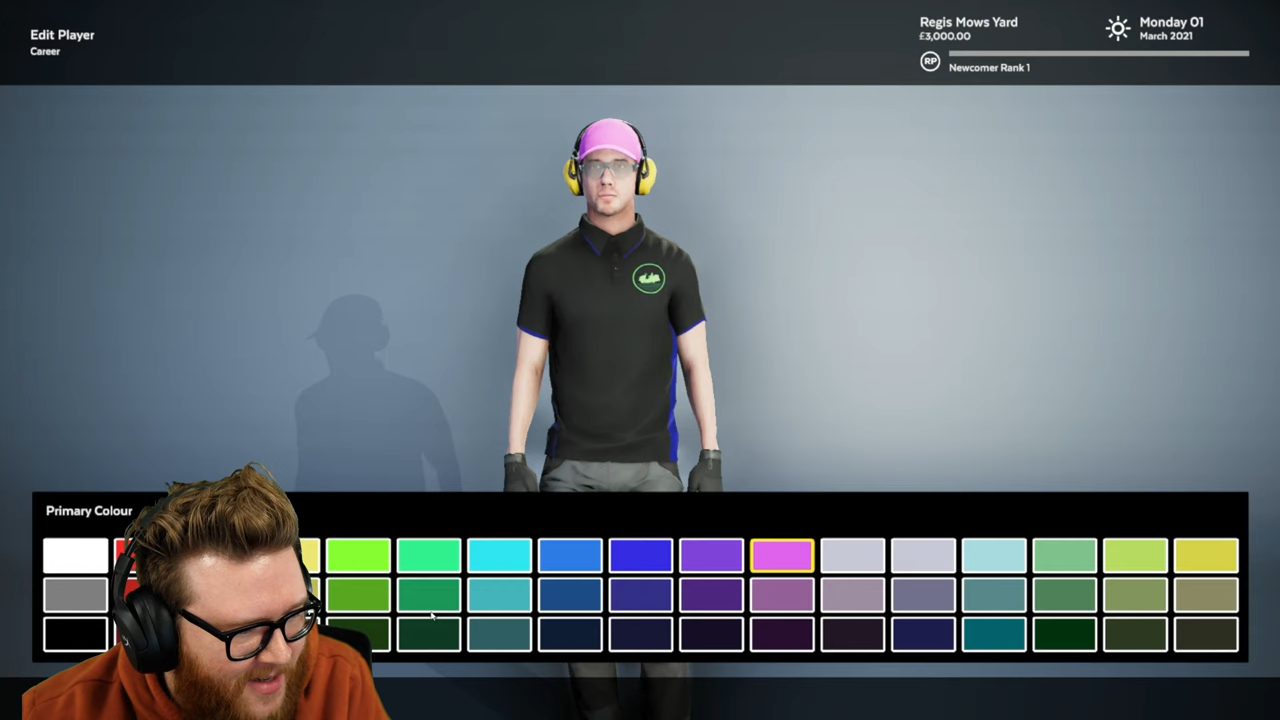 Edit Player
Career
Regis Mows Yard
£3,000.00
Monday 01
March 2021
RP
Newcomer Rank 1
Primary Colour